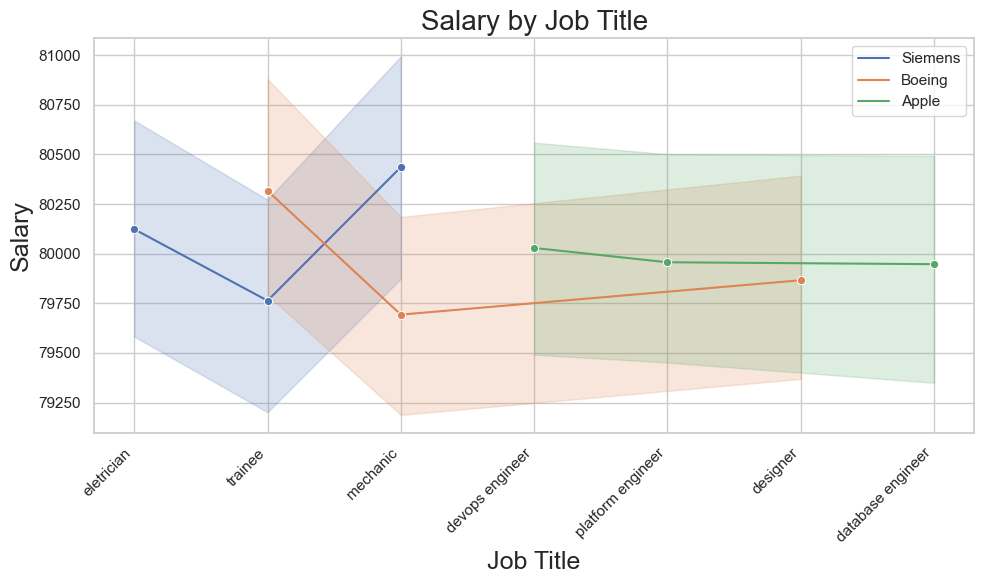 Salary by Job Title
Salary
81000
80750
80500
80250
80000
79750
79500
79250
Siemens
Boeing
Apple
eletrician
trainee
mechanic
devops engineer
platform engineer
designer
database engineer
Job Title